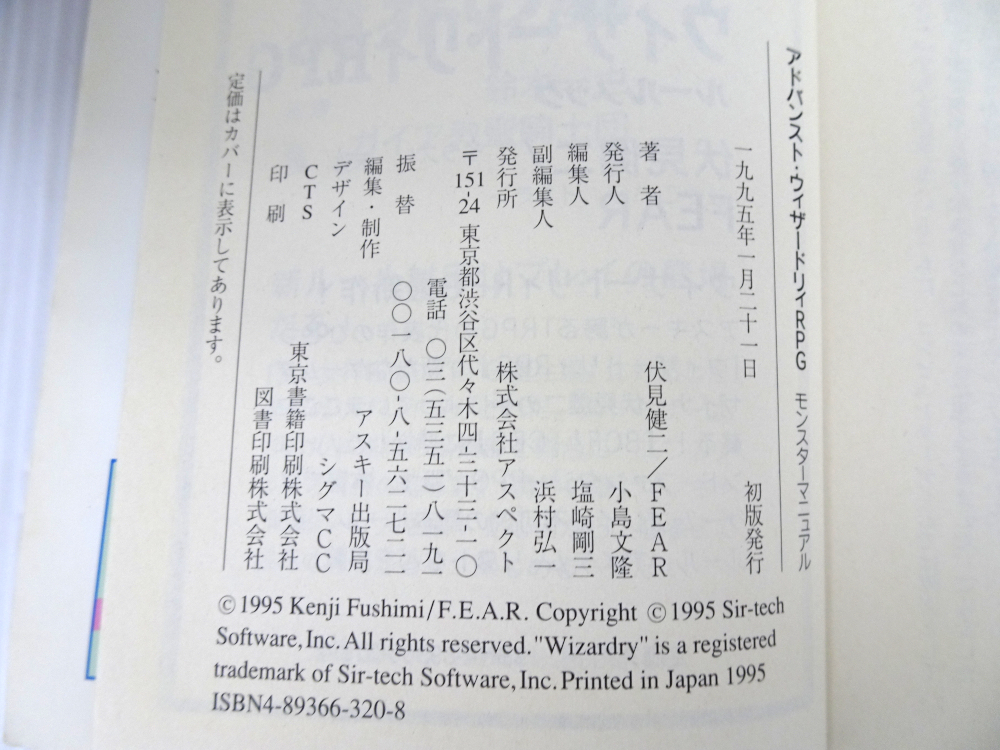 アドバンスト・ウィザードリィRPG モンスターマニュアル
一九九五年一月二十一日 初版発行
著者 伏見健二/FEAR
発行人 小島文隆
編集人 塩崎剛三
副編集人 浜村弘一
発行所 株式会社アスペクト
〒151-24 東京都渋谷区代々木四-三十三-一〇
電話 〇三(五三五一)八一九一
振替 〇〇一八〇-八-五六二七二二
編集・制作 アスキー出版局
デザイン シグマCC
CTS 東京書籍印刷株式会社
印刷 図書印刷株式会社
定価はカバーに表示してあります。
©1995 Kenji Fushimi/F.E.A.R. Copyright ©1995 Sir-tech
Software,Inc. All rights reserved."Wizardry" is a registered
trademark of Sir-tech Software,Inc.Printed in Japan 1995
ISBN4-89366-320-8